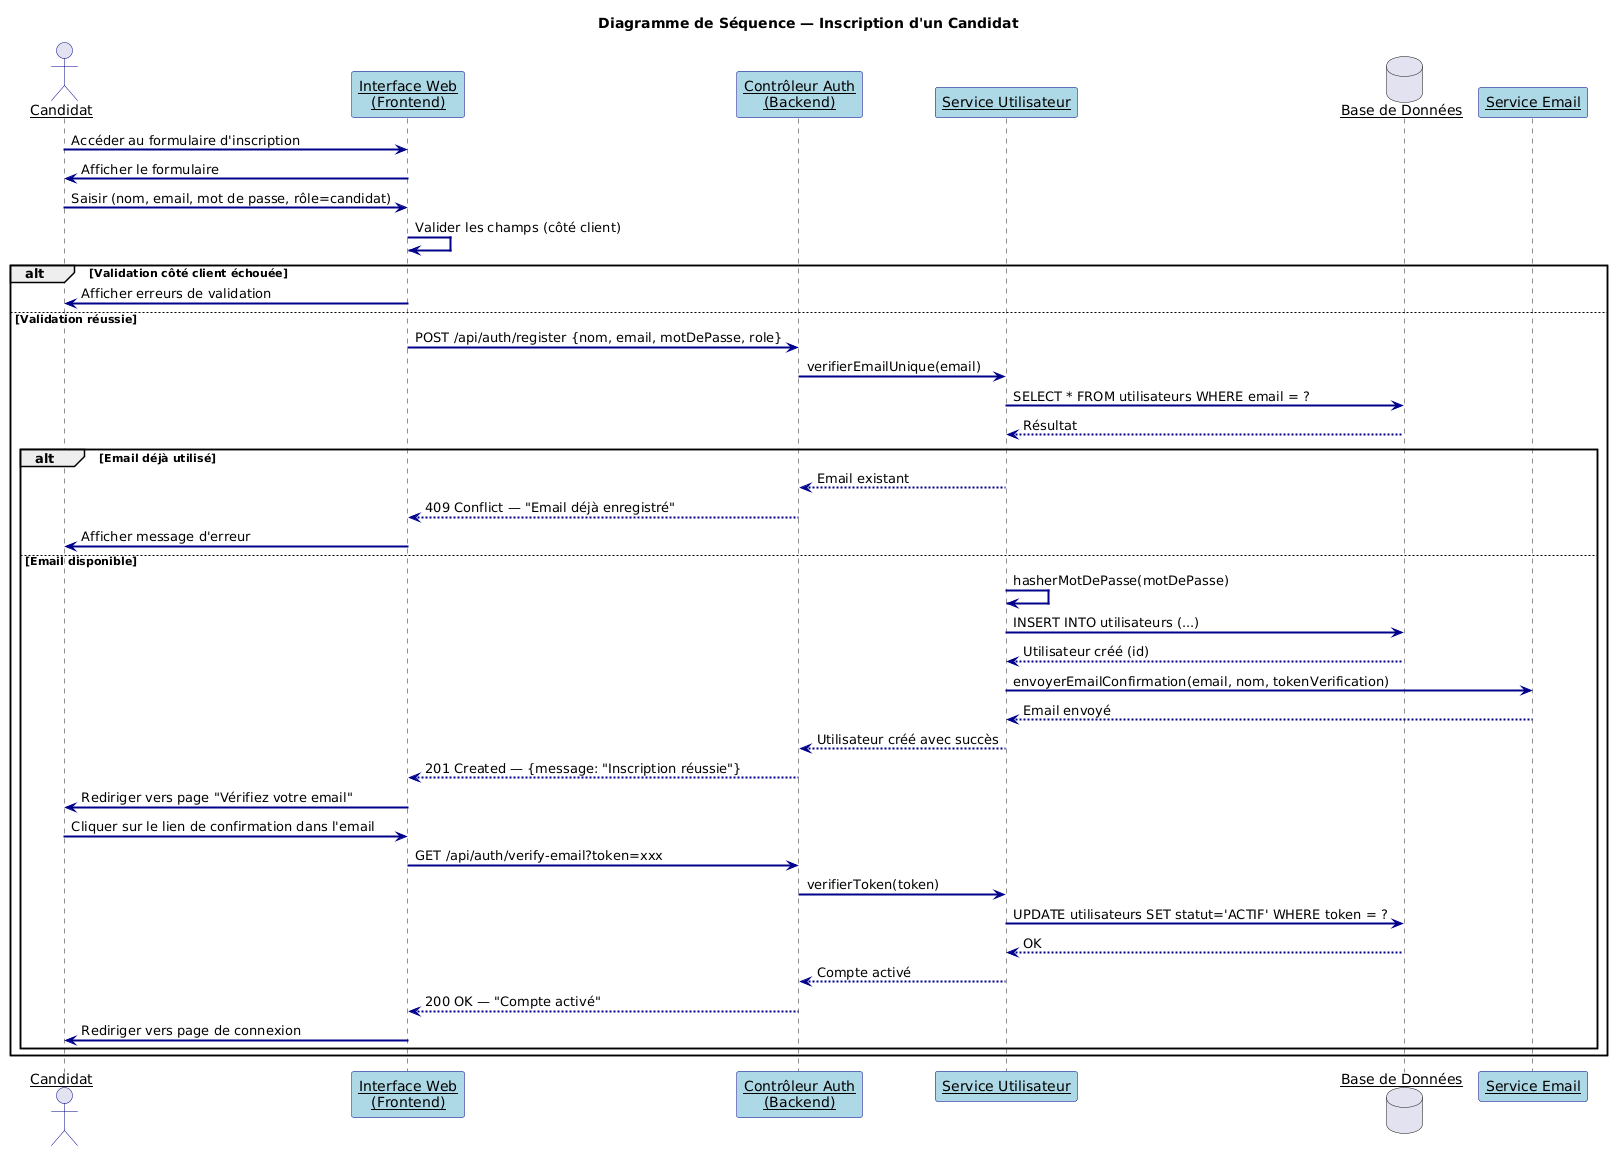 Diagramme de Séquence — Inscription d'un Candidat
Candidat
Interface Web
(Frontend)
Contrôleur Auth
(Backend)
Service Utilisateur
Base de Données
Service Email
Accéder au formulaire d'inscription
Afficher le formulaire
Saisir (nom, email, mot de passe, rôle=candidat)
Valider les champs (côté client)
alt [Validation côté client échouée]
Afficher erreurs de validation
[Validation réussie]
POST /api/auth/register {nom, email, motDePasse, role}
verifierEmailUnique(email)
SELECT * FROM utilisateurs WHERE email = ?
Résultat
alt [Email déjà utilisé]
Email existant
409 Conflict — "Email déjà enregistré"
Afficher message d'erreur
[Email disponible]
hasherMotDePasse(motDePasse)
INSERT INTO utilisateurs (...)
Utilisateur créé (id)
envoyerEmailConfirmation(email, nom, tokenVerification)
Email envoyé
Utilisateur créé avec succès
201 Created — {message: "Inscription réussie"}
Rediriger vers page "Vérifiez votre email"
Cliquer sur le lien de confirmation dans l'email
GET /api/auth/verify-email?token=xxx
verifierToken(token)
UPDATE utilisateurs SET statut='ACTIF' WHERE token = ?
OK
Compte activé
200 OK — "Compte activé"
Rediriger vers page de connexion
Candidat
Interface Web
(Frontend)
Contrôleur Auth
(Backend)
Service Utilisateur
Base de Données
Service Email